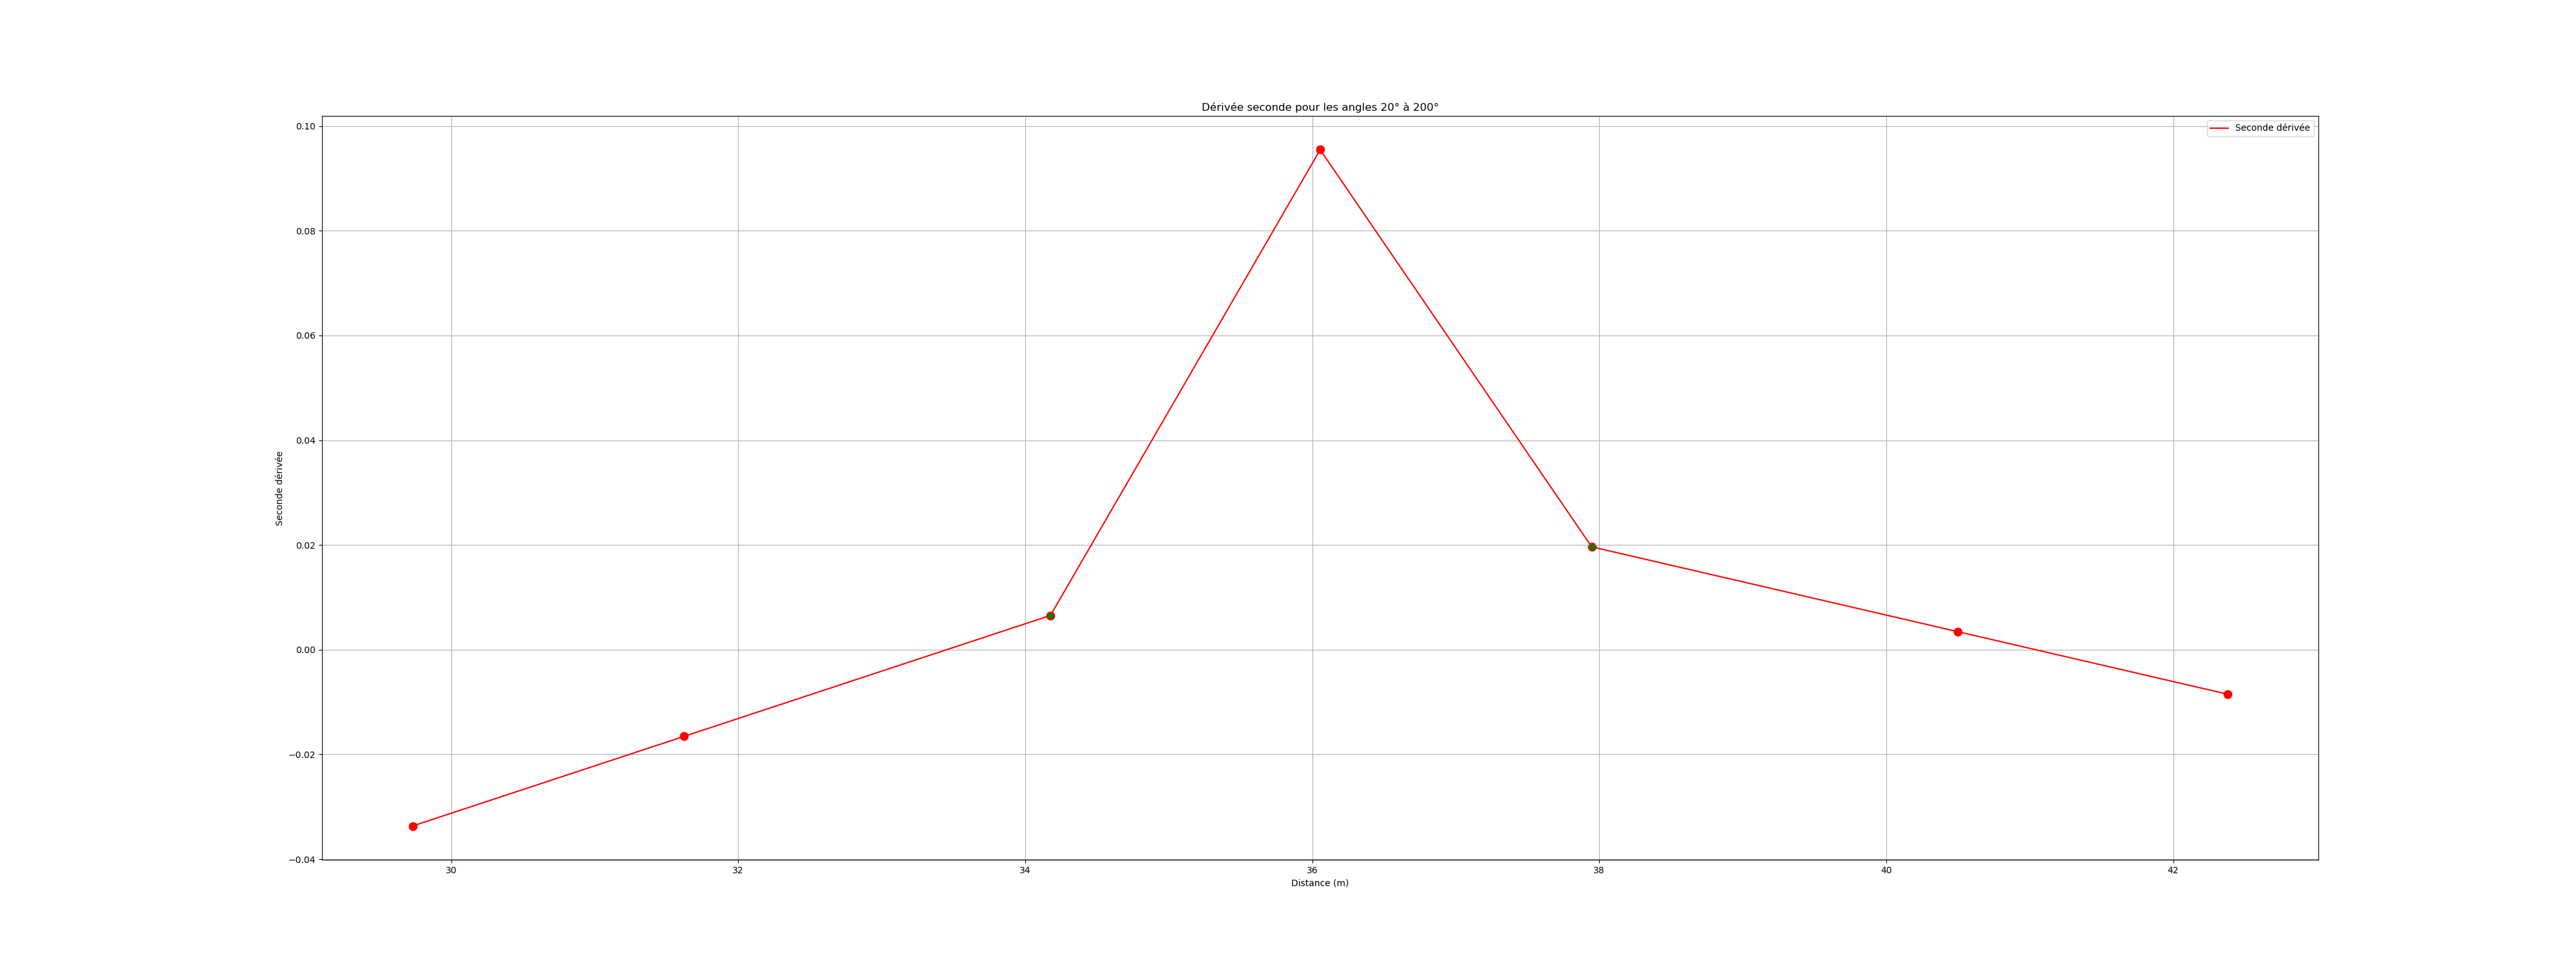 Dérivée seconde pour les angles 20° à 200°
Seconde dérivée
0.10
0.08
0.06
0.04
0.02
0.00
−0.02
−0.04
Seconde dérivée
30 32 34 36 38 40 42
Distance (m)